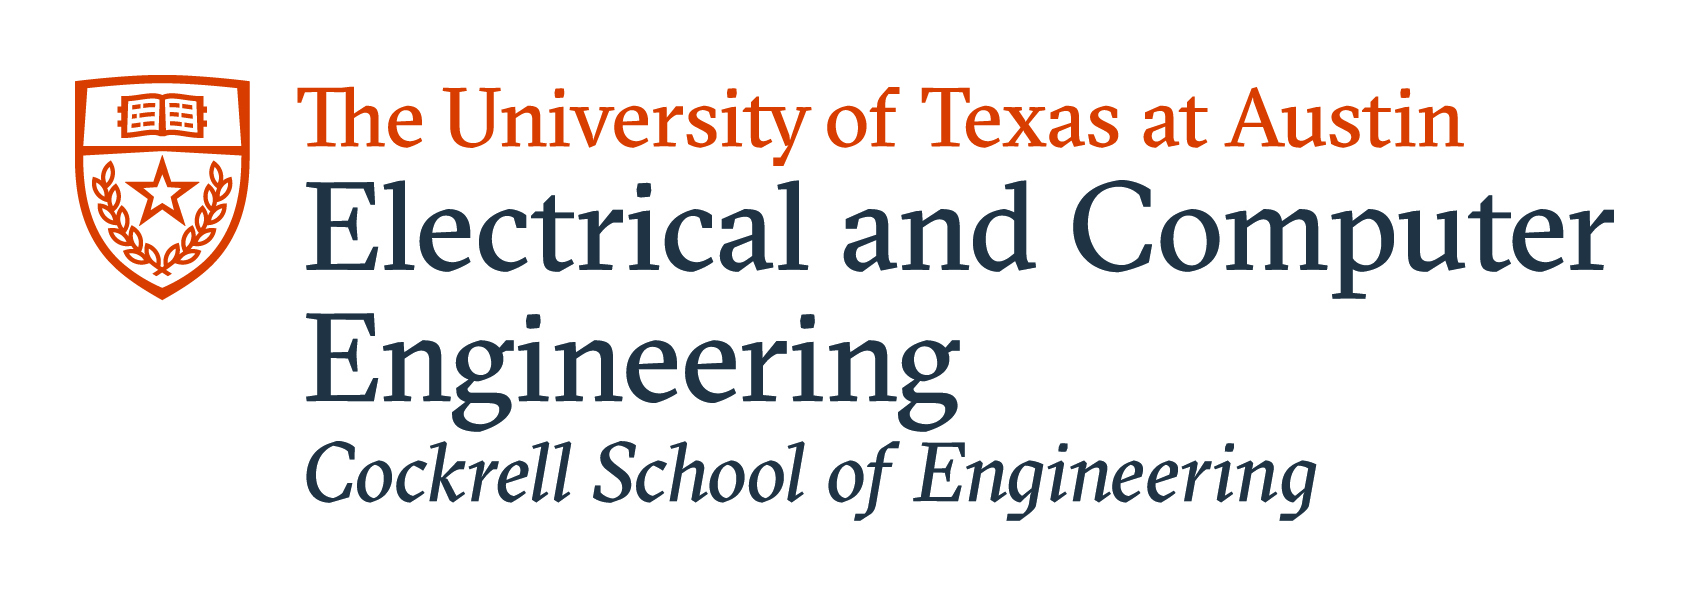 The University of Texas at Austin
Electrical and Computer
Engineering
Cockrell School of Engineering